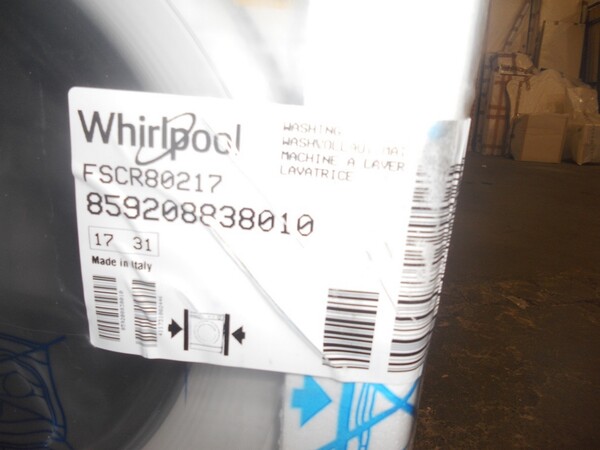 Whirlpool
WASHING
MACHINE A LAVER
LAVATRICE
FSCR80217
859208838010
17 31
Made in Italy